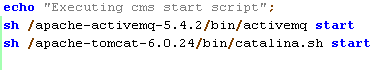 echo "Executing cms start script";
sh /apache-activemq-5.4.2/bin/activemq start
sh /apache-tomcat-6.0.24/bin/catalina.sh start